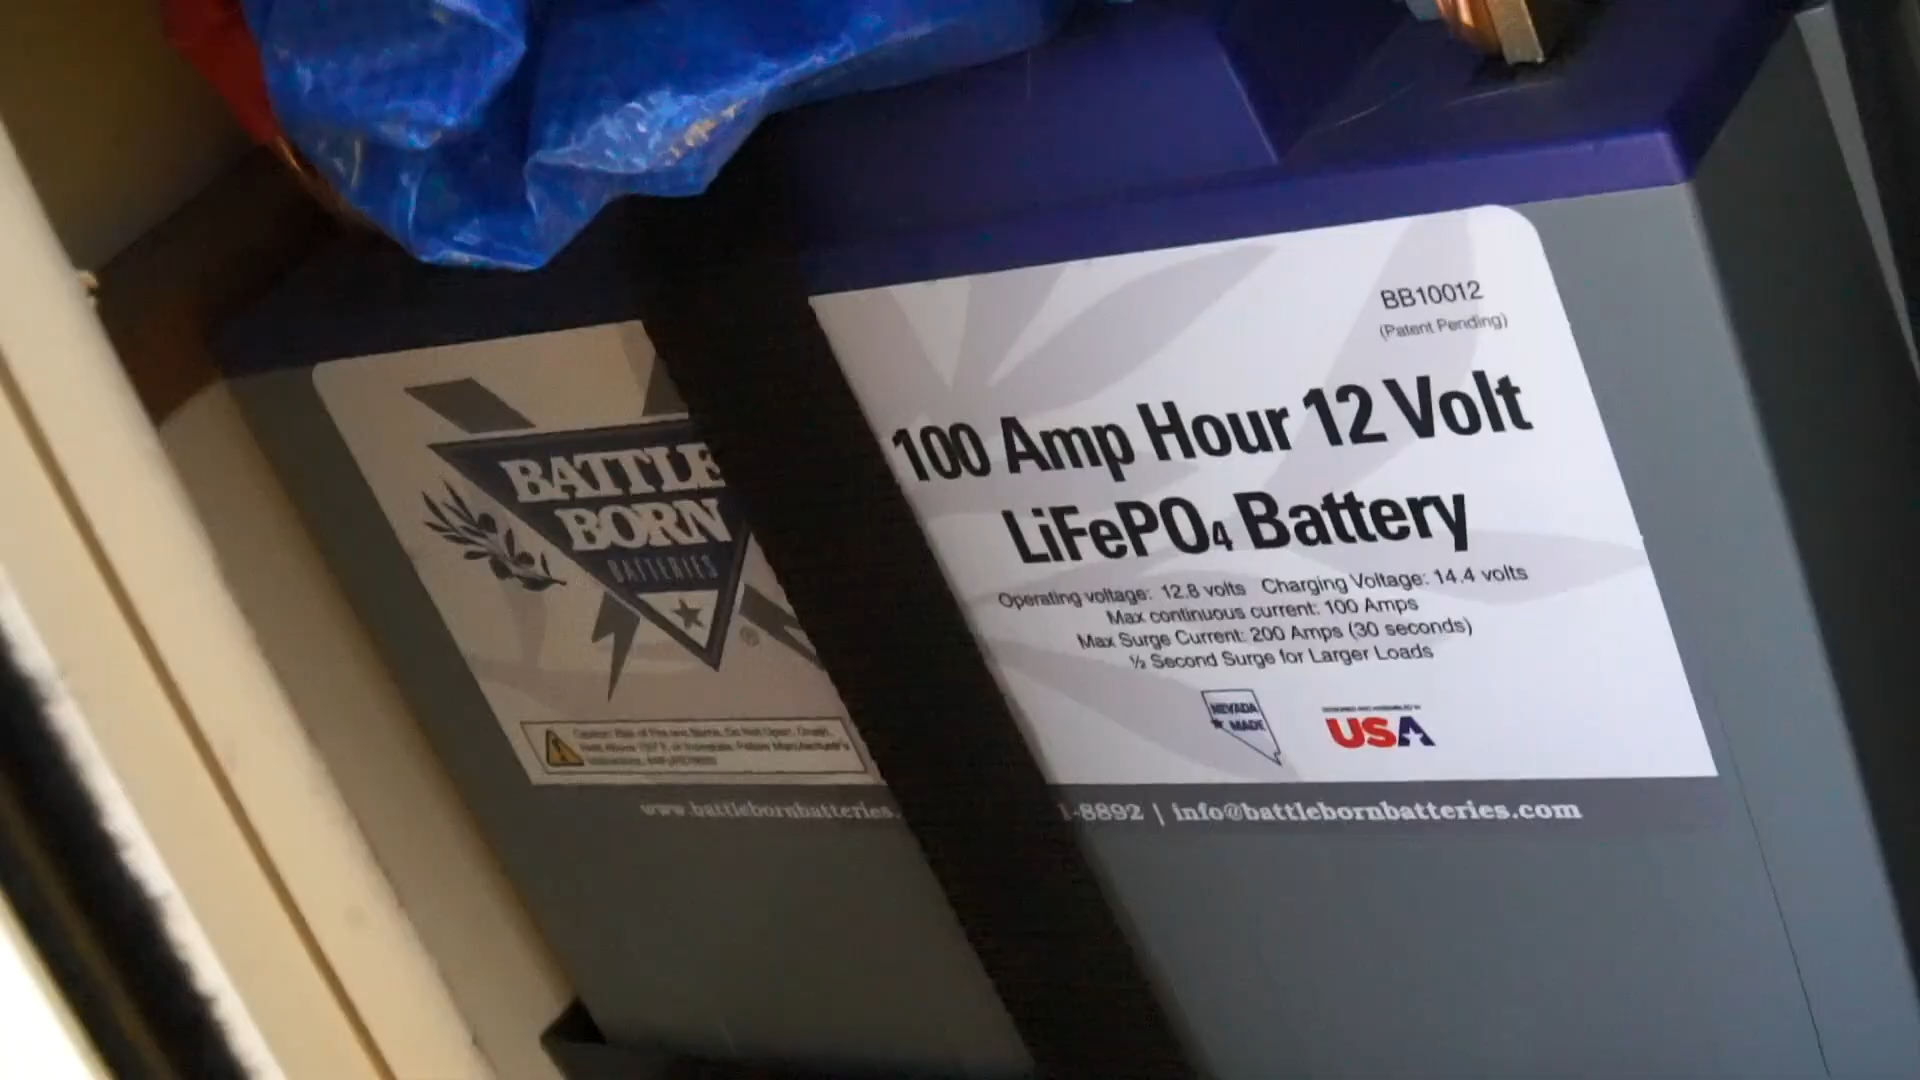 BATTLE
BORN
BATTERIES
®
www.battlebornbatteries.
BB10012
(Patent Pending)
100 Amp Hour 12 Volt
LiFePO₄ Battery
Operating voltage: 12.8 volts Charging Voltage: 14.4 volts
Max continuous current: 100 Amps
Max Surge Current: 200 Amps (30 seconds)
½ Second Surge for Larger Loads
NEVADA
MADE
USA
1-8892 | info@battlebornbatteries.com